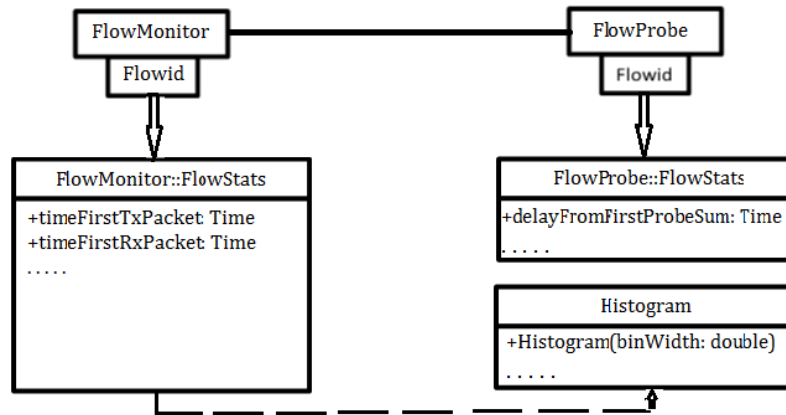 FlowMonitor
FlowProbe
Flowid
Flowid
FlowMonitor::FlowStats
+timeFirstTxPacket: Time
+timeFirstRxPacket: Time
. . . . .
FlowProbe::FlowStats
+delayFromFirstProbeSum: Time
. . . . .
Histogram
+Histogram(binWidth: double)
. . . . .